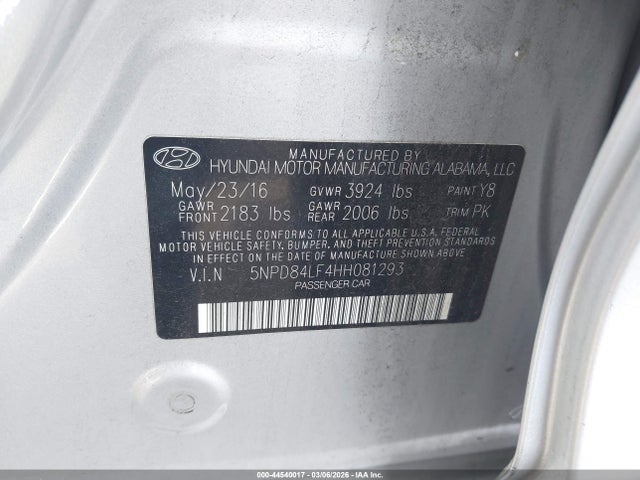 MANUFACTURED BY
HYUNDAI MOTOR MANUFACTURING ALABAMA, LLC
May/23/16 GVWR 3924 lbs PAINT Y8
GAWR FRONT 2183 lbs GAWR REAR 2006 lbs TRIM PK
THIS VEHICLE CONFORMS TO ALL APPLICABLE U.S.A. FEDERAL
MOTOR VEHICLE SAFETY, BUMPER, AND THEFT PREVENTION STANDARDS
IN EFFECT ON THE DATE OF MANUFACTURE SHOWN ABOVE.
V.I.N 5NPD84LF4HH081293
PASSENGER CAR
000-44540017 | 03/06/2026 - Copart, Inc.